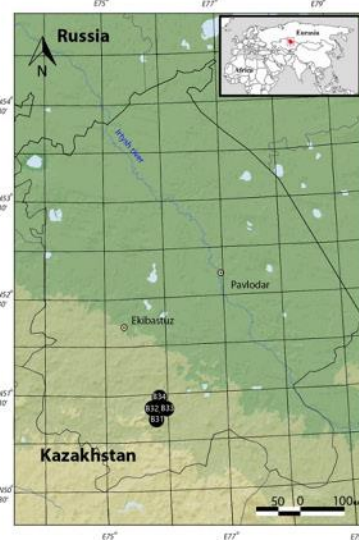 E75°
E77°
E79°
Russia
Eurasia
Africa
N
Irtysh river
Pavlodar
Ekibastuz
B34
B32 B33
B31
Kazakhstan
50 0 100
E75°
E77°